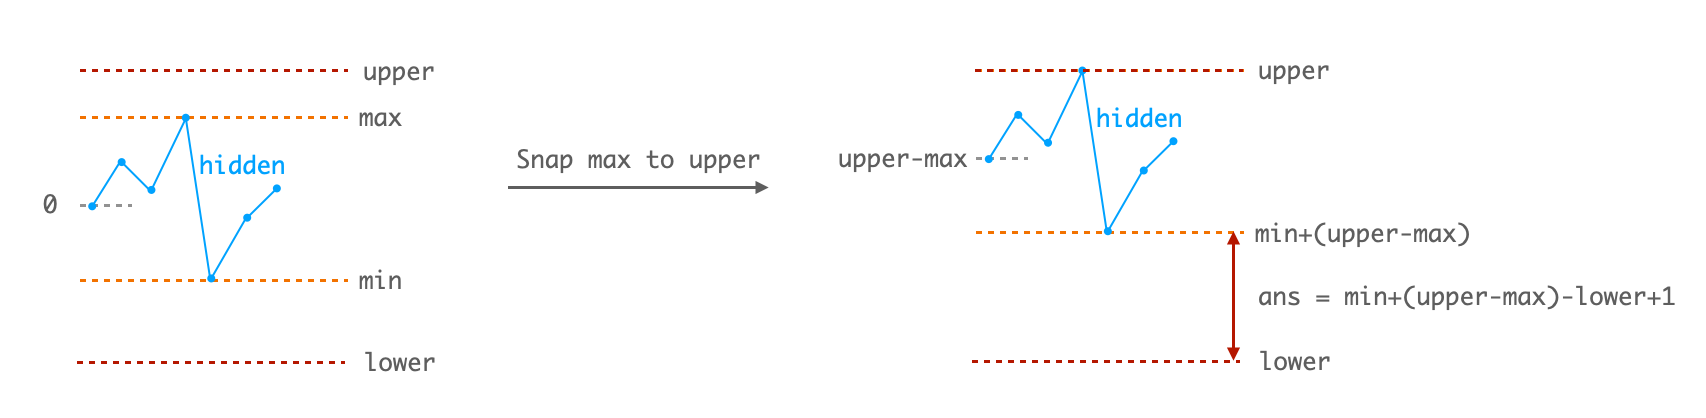 upper
max
hidden
0
min
lower
Snap max to upper
upper
hidden
upper-max
min+(upper-max)
ans = min+(upper-max)-lower+1
lower